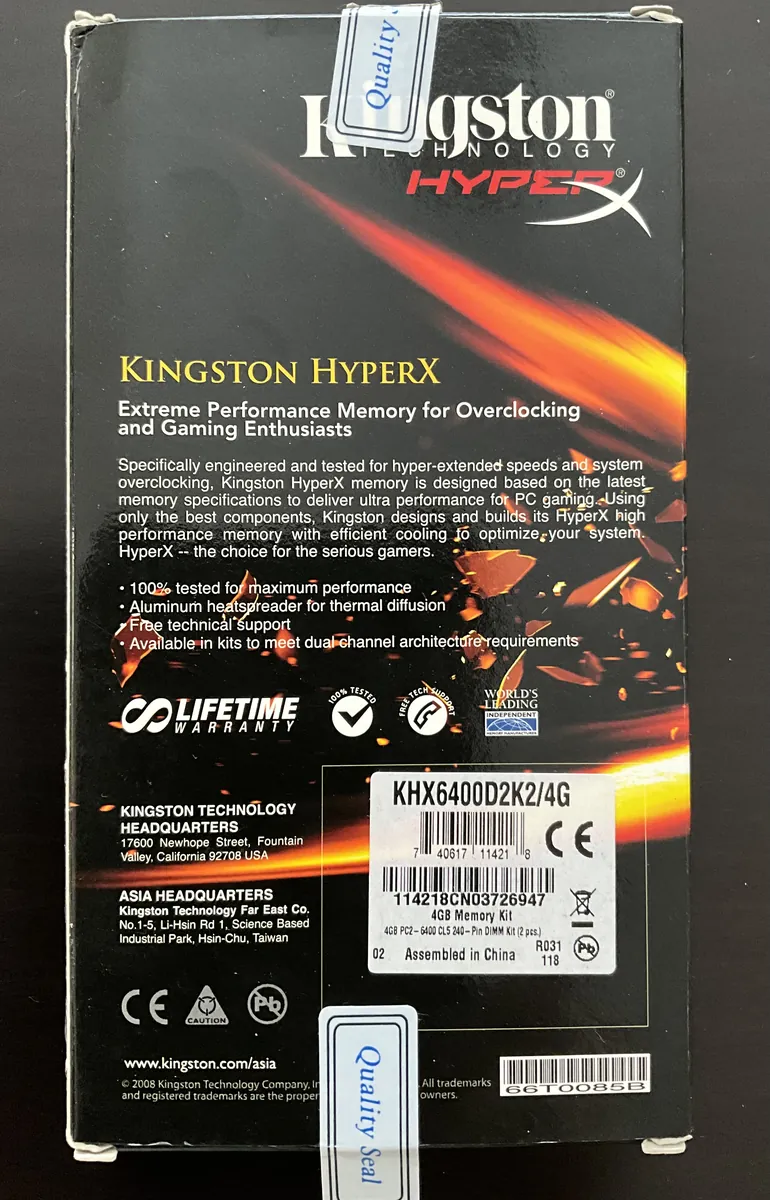 Quality
Kingston®
TECHNOLOGY
HYPERX®
KINGSTON HYPERX
Extreme Performance Memory for Overclocking
and Gaming Enthusiasts
Specifically engineered and tested for hyper-extended speeds and system
overclocking, Kingston HyperX memory is designed based on the latest
memory specifications to deliver ultra performance for PC gaming. Using
only the best components, Kingston designs and builds its HyperX high
performance memory with efficient cooling to optimize your system.
HyperX -- the choice for the serious gamers.
• 100% tested for maximum performance
• Aluminum heatspreader for thermal diffusion
• Free technical support
• Available in kits to meet dual channel architecture requirements
LIFETIME
WARRANTY
100% TESTED
FREE TECH SUPPORT
WORLD'S
LEADING
INDEPENDENT
MEMORY MANUFACTURER
KINGSTON TECHNOLOGY
HEADQUARTERS
17600 Newhope Street, Fountain
Valley, California 92708 USA
ASIA HEADQUARTERS
Kingston Technology Far East Co.
No.1-5, Li-Hsin Rd 1, Science Based
Industrial Park, Hsin-Chu, Taiwan
KHX6400D2K2/4G
7 40617 11421 8
CE
114218CN03726947
4GB Memory Kit
4GB PC2-6400 CL5 240-Pin DIMM Kit (2 pcs.)
02 Assembled in China
R031
118
Pb
CE
CAUTION
Pb
www.kingston.com/asia
© 2008 Kingston Technology Company, All trademarks
and registered trademarks are the owners.
66T0085B
Quality Seal